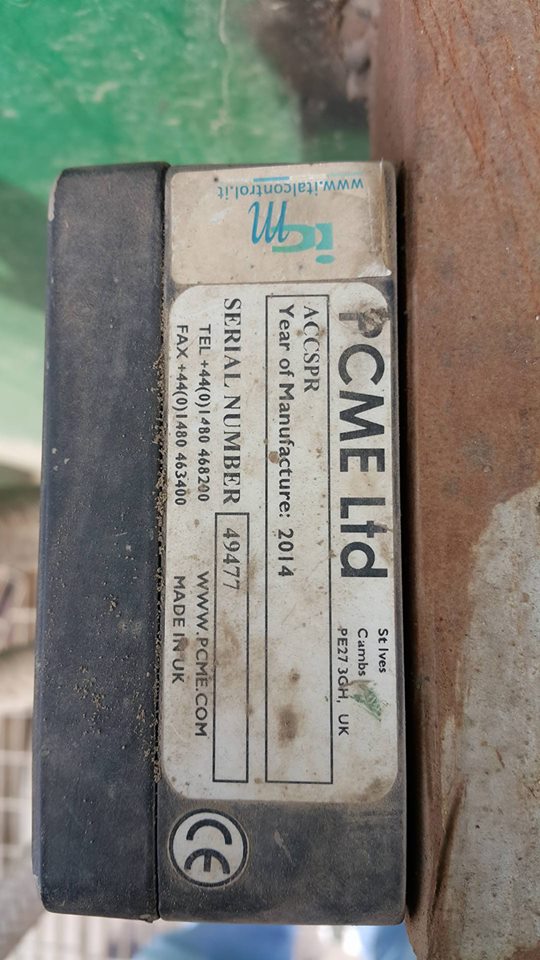 www.italcontrol.it
icm
PCME Ltd
St Ives
Cambs
PE27 3GH, UK
ACCSPR
Year of Manufacture: 2014
SERIAL NUMBER 49477
TEL +44(0)1480 468200
WWW.PCME.COM
FAX +44(0)1480 463400
MADE IN UK
CE